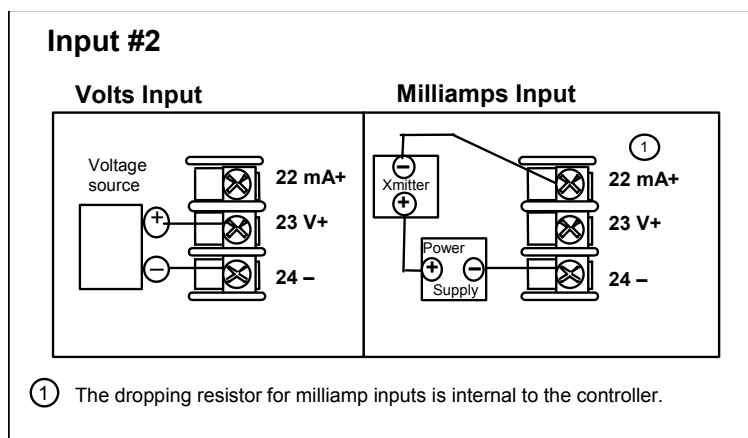 Input #2
Volts Input
Milliamps Input
Voltage
source
+
–
22 mA+
23 V+
24 –
1
–
Xmitter
+
Power
+ –
Supply
22 mA+
23 V+
24 –
1 The dropping resistor for milliamp inputs is internal to the controller.